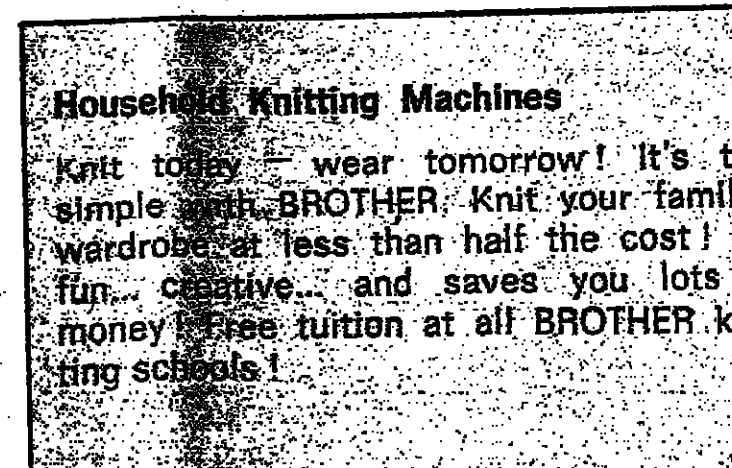 Household Knitting Machines
Knit today — wear tomorrow! It's t
simple with BROTHER. Knit your famil
wardrobe at less than half the cost!
fun... creative... and saves you lots
money! Free tuition at all BROTHER k
ting schools!